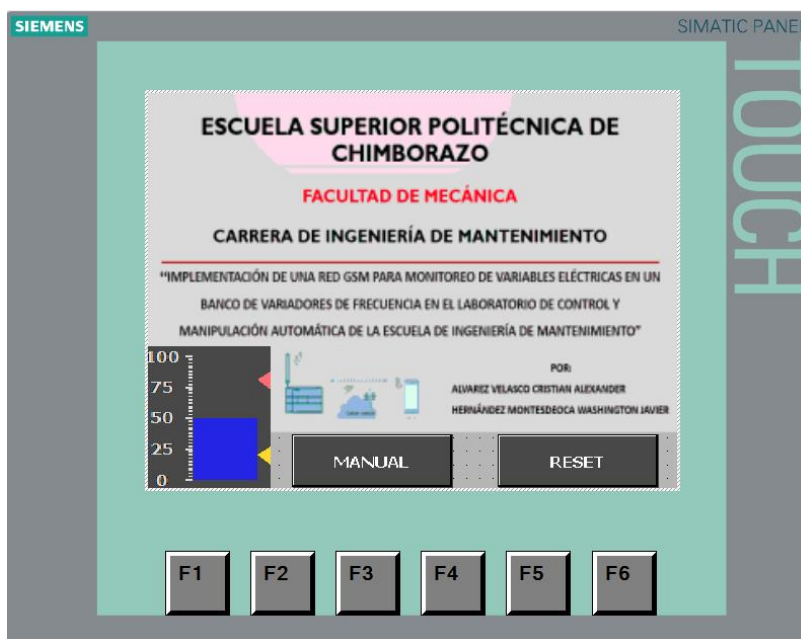 SIEMENS
SIMATIC PANEL
TOUCH
ESCUELA SUPERIOR POLITÉCNICA DE
CHIMBORAZO
FACULTAD DE MECÁNICA
CARRERA DE INGENIERÍA DE MANTENIMIENTO
"IMPLEMENTACIÓN DE UNA RED GSM PARA MONITOREO DE VARIABLES ELÉCTRICAS EN UN
BANCO DE VARIADORES DE FRECUENCIA EN EL LABORATORIO DE CONTROL Y
MANIPULACIÓN AUTOMÁTICA DE LA ESCUELA DE INGENIERÍA DE MANTENIMIENTO"
POR:
ALVAREZ VELASCO CRISTIAN ALEXANDER
HERNÁNDEZ MONTESDEOCA WASHINGTON JAVIER
100
75
50
25
0
MANUAL
RESET
F1 F2 F3 F4 F5 F6